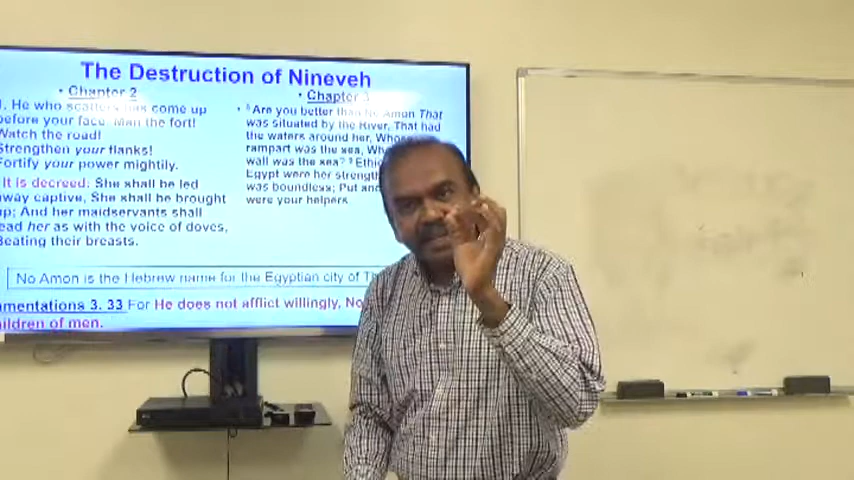 The Destruction of Nineveh
• Chapter 2
1. He who scatters has come up
before your face. Man the fort!
Watch the road!
Strengthen your flanks!
Fortify your power mightily.
It is decreed: She shall be led
away captive, She shall be brought
up; And her maidservants shall
lead her as with the voice of doves,
Beating their breasts.
• Chapter 3
• ⁸ Are you better than No Amon That
was situated by the River, That had
the waters around her,
rampart was the sea,
wall was the sea? ⁹
Egypt were her
was boundless; Put and
were your helpers.
No Amon is the Hebrew name for the Egyptian city of
Lamentations 3. 33 For He does not afflict willingly,
children of men.